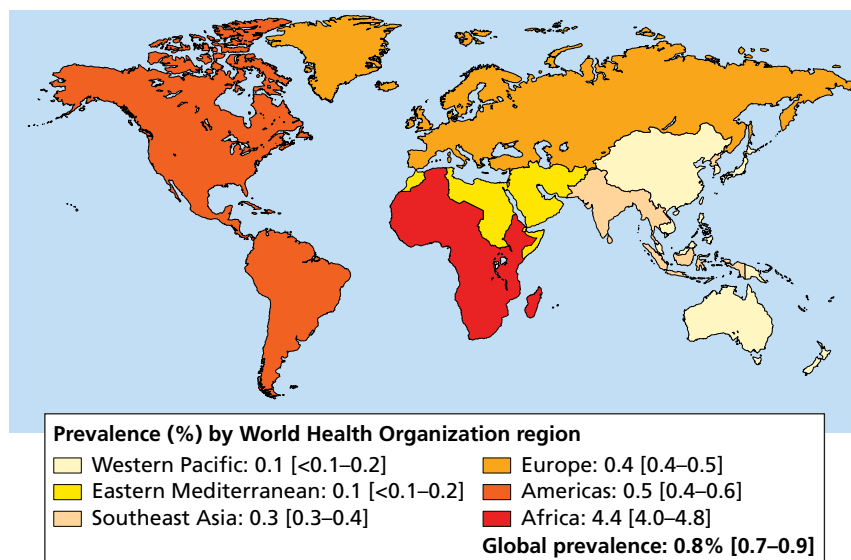 Prevalence (%) by World Health Organization region
Western Pacific: 0.1 [<0.1–0.2]
Eastern Mediterranean: 0.1 [<0.1–0.2]
Southeast Asia: 0.3 [0.3–0.4]
Europe: 0.4 [0.4–0.5]
Americas: 0.5 [0.4–0.6]
Africa: 4.4 [4.0–4.8]
Global prevalence: 0.8% [0.7–0.9]